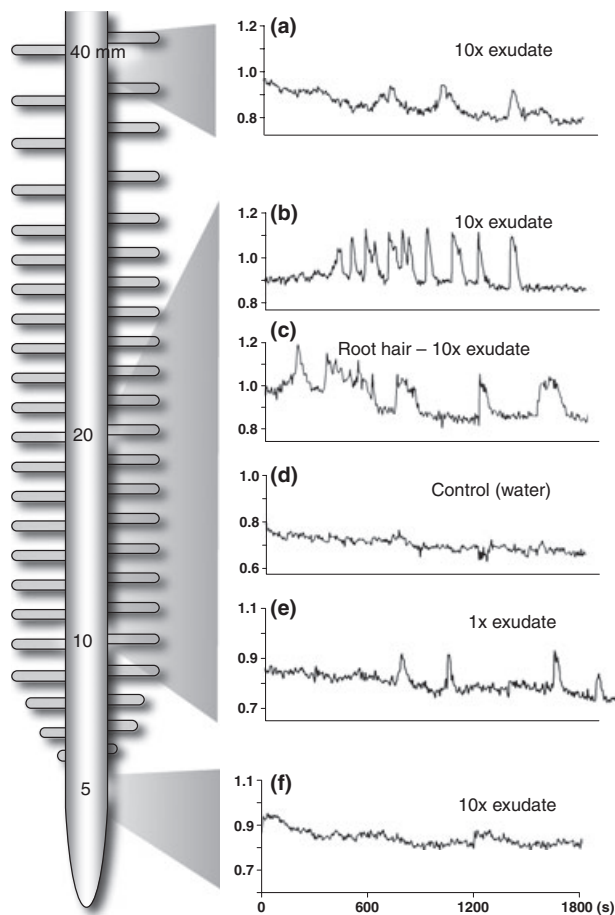 40 mm
20
10
5
(a)
10x exudate
1.2
1.0
0.8
(b)
10x exudate
1.2
1.0
0.8
(c)
Root hair – 10x exudate
1.2
1.0
0.8
(d)
Control (water)
1.0
0.8
0.6
(e)
1x exudate
1.1
0.9
0.7
(f)
10x exudate
1.1
0.9
0.7
0 600 1200 1800 (s)